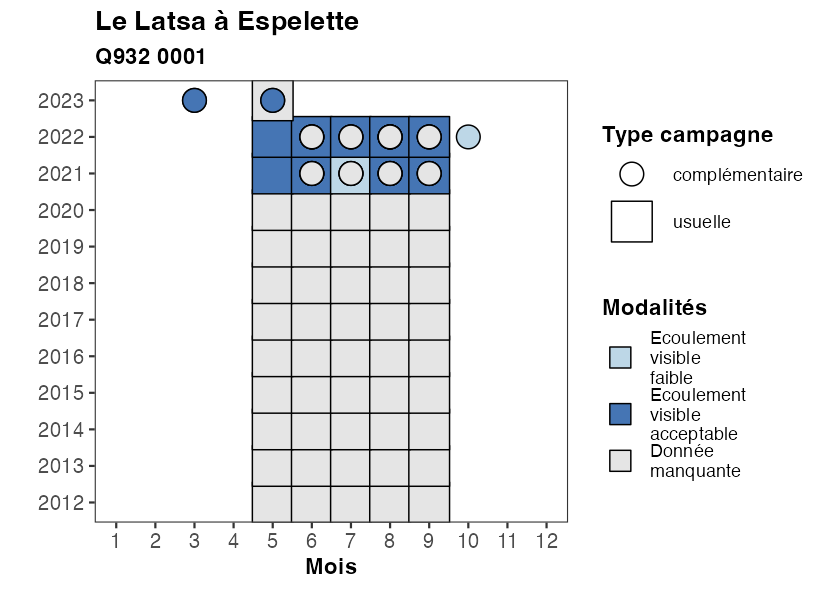 Le Latsa à Espelette
Q932 0001
2023
2022
2021
2020
2019
2018
2017
2016
2015
2014
2013
2012
1 2 3 4 5 6 7 8 9 10 11 12
Mois
Type campagne
complémentaire
usuelle
Modalités
Ecoulement
visible
faible
Ecoulement
visible
acceptable
Donnée
manquante